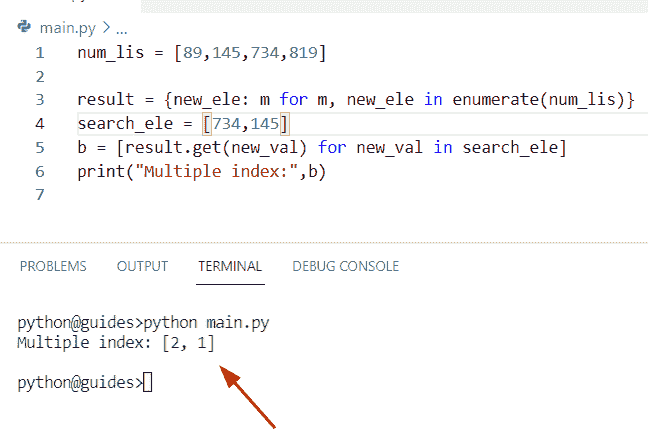 main.py > ...
1 num_lis = [89,145,734,819]
2
3 result = {new_ele: m for m, new_ele in enumerate(num_lis)}
4 search_ele = [734,145]
5 b = [result.get(new_val) for new_val in search_ele]
6 print("Multiple index:",b)
7
PROBLEMS OUTPUT TERMINAL DEBUG CONSOLE
python@guides>python main.py
Multiple index: [2, 1]
python@guides>